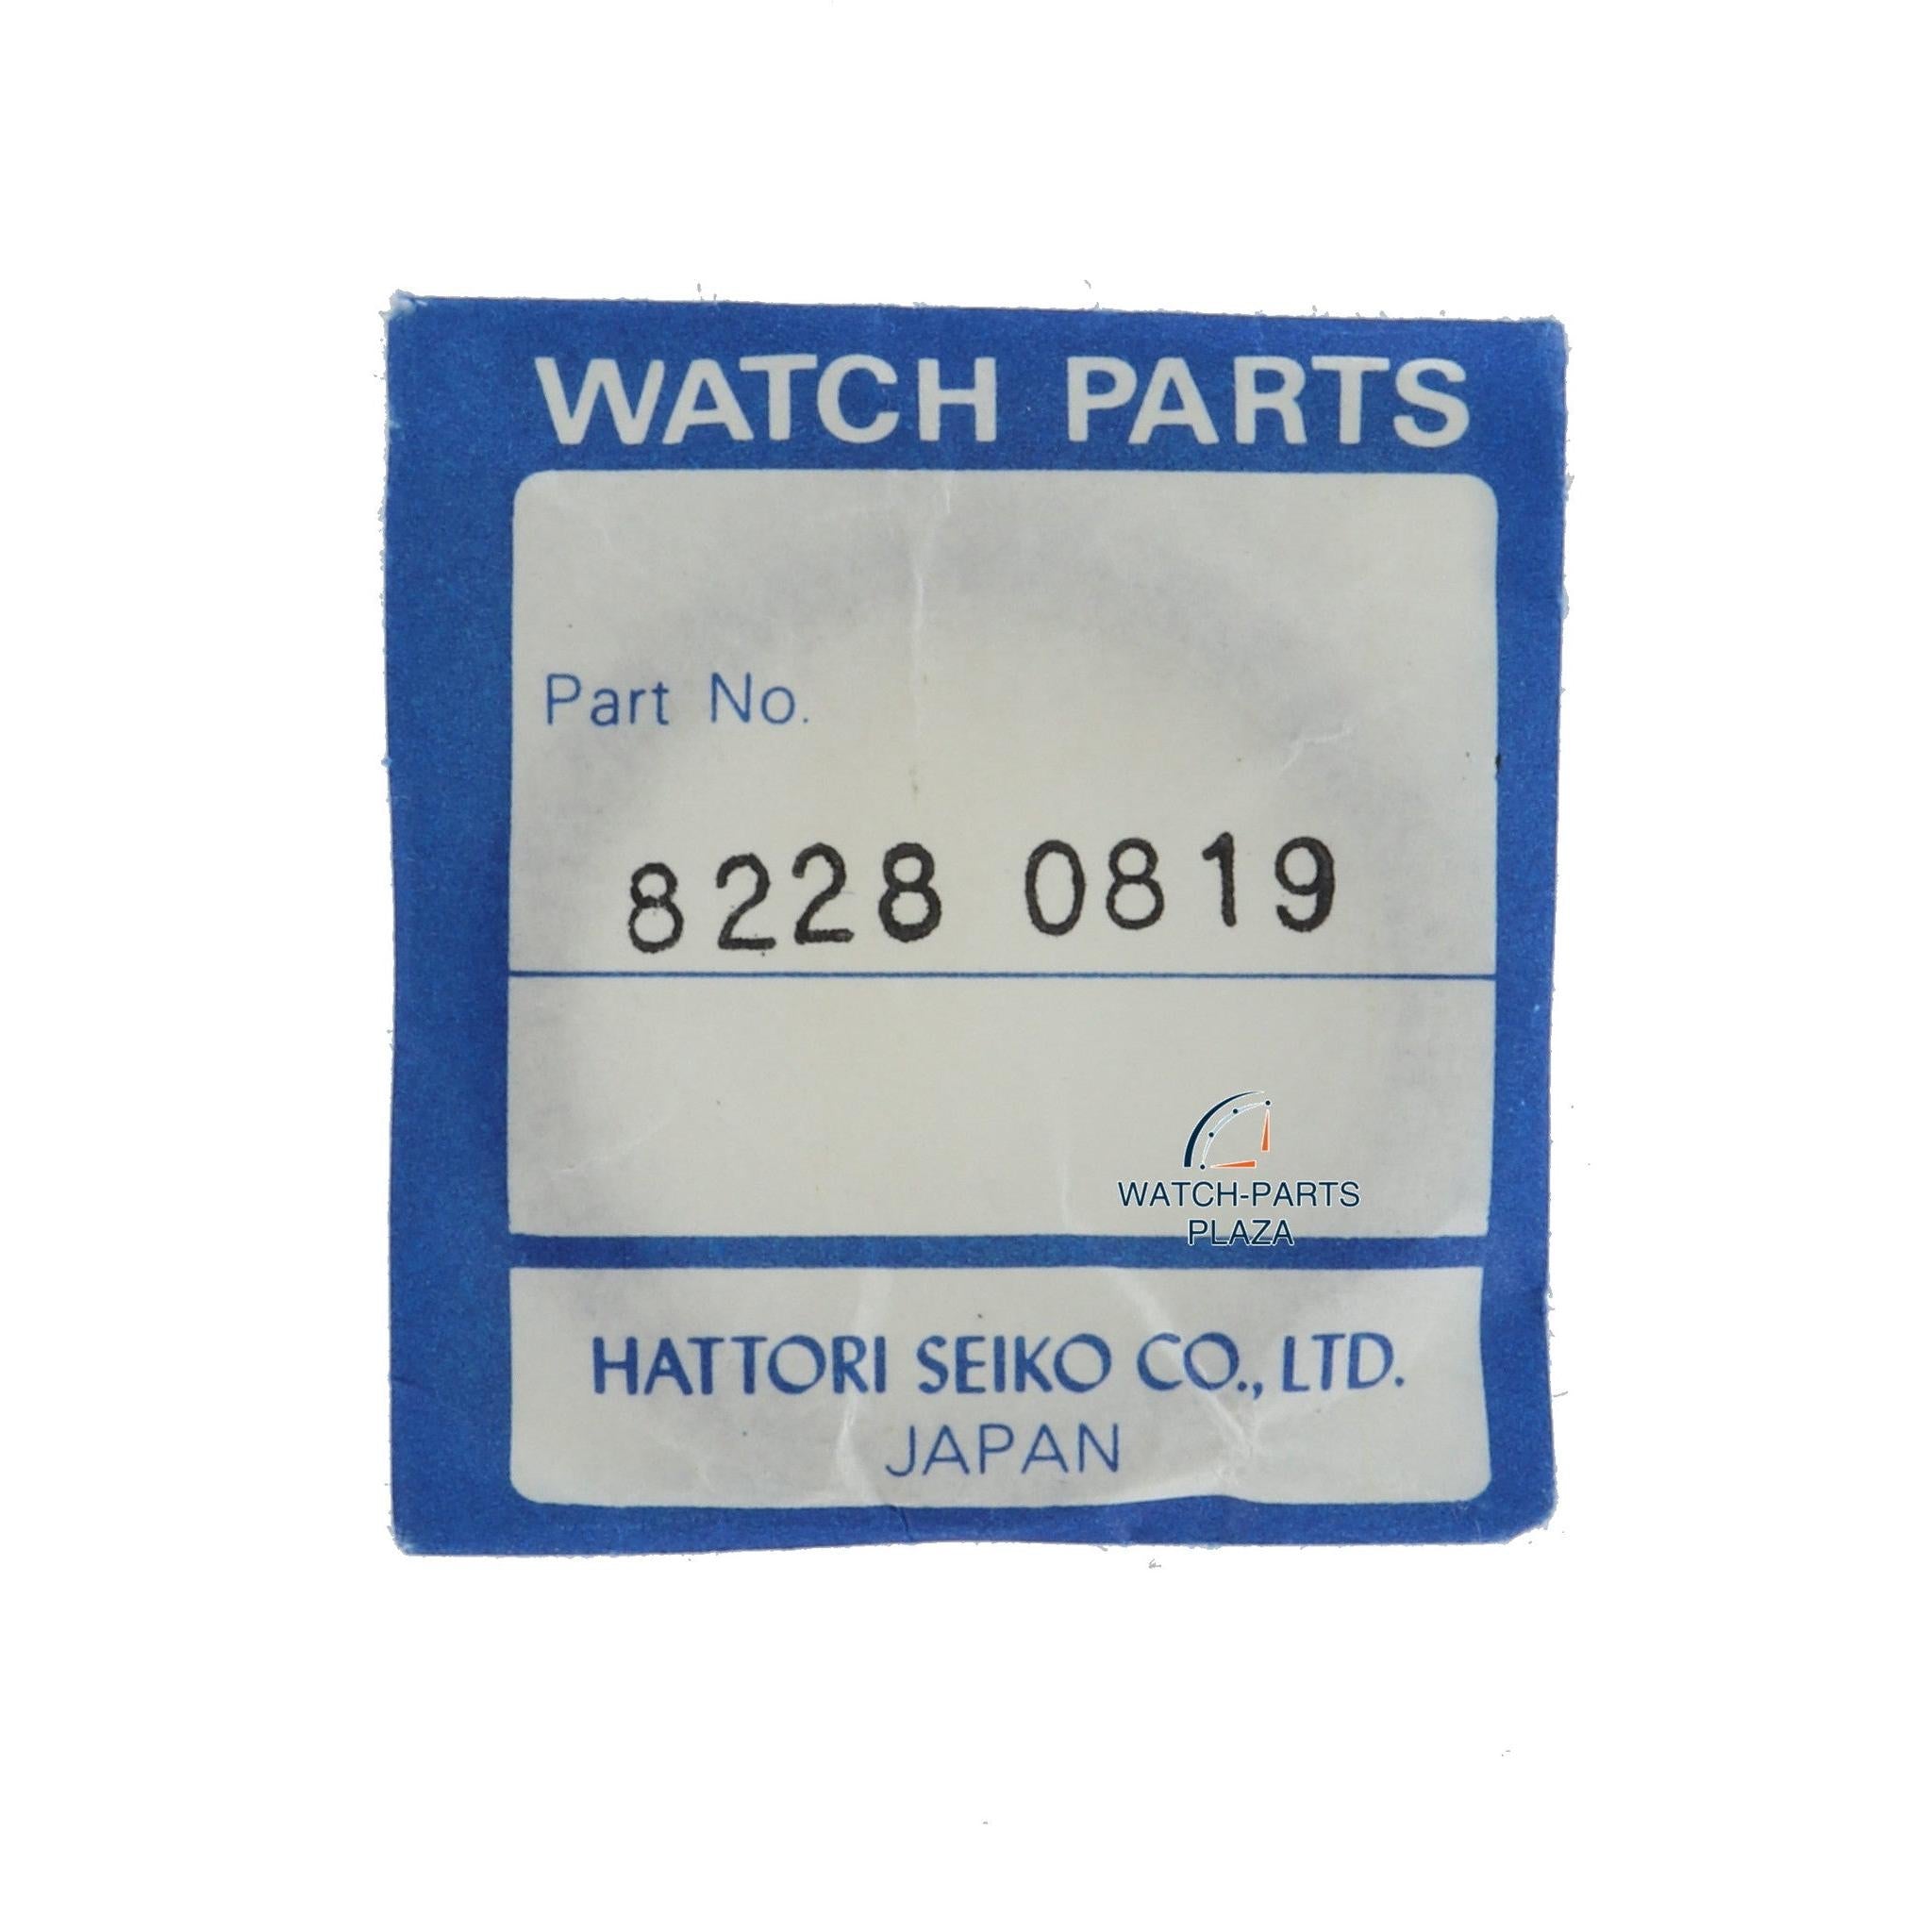 WATCH PARTS
Part No.
8228 0819
WATCH-PARTS
PLAZA
HATTORI SEIKO CO., LTD.
JAPAN